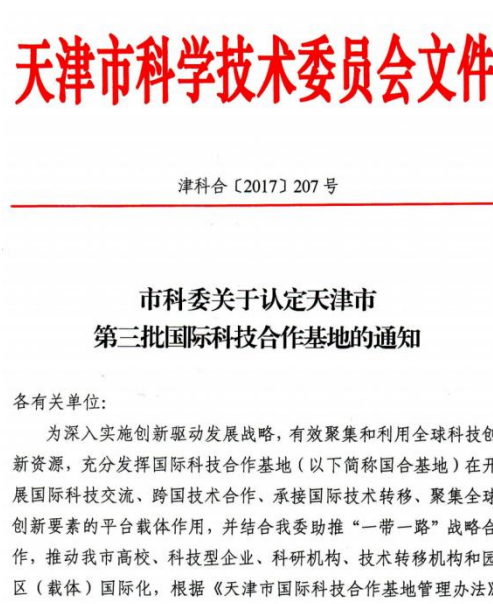 天津市科学技术委员会文件
津科合〔2017〕207 号
市科委关于认定天津市
第三批国际科技合作基地的通知
各有关单位：
为深入实施创新驱动发展战略，有效聚集和利用全球科技创
新资源，充分发挥国际科技合作基地（以下简称国合基地）在开
展国际科技交流、跨国技术合作、承接国际技术转移、聚集全球
创新要素的平台载体作用，并结合我委助推“一带一路”战略合
作，推动我市高校、科技型企业、科研机构、技术转移机构和园
区（载体）国际化，根据《天津市国际科技合作基地管理办法》